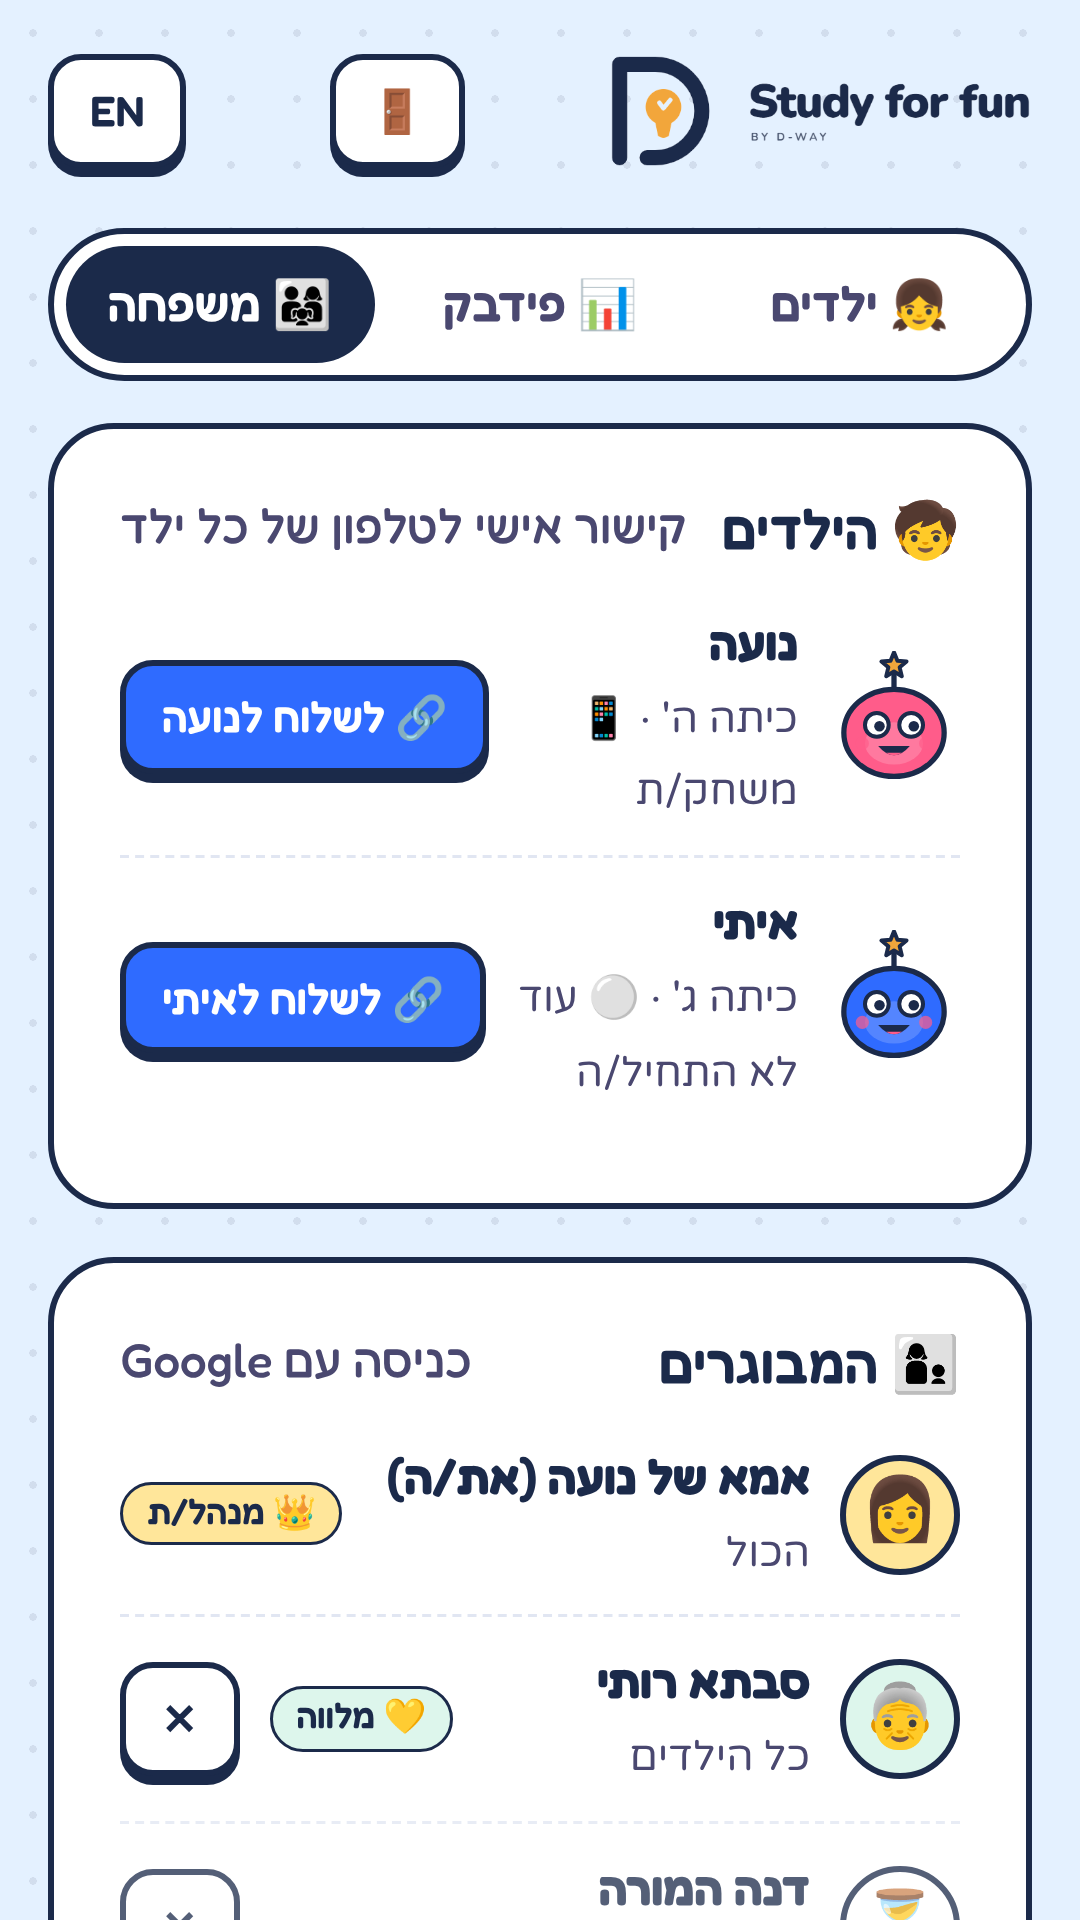 Study for fun
BY D-WAY
EN
ילדים
פידבק
משפחה
הילדים
קישור אישי לטלפון של כל ילד
נועה
כיתה ה' ·
משחק/ת
לשלוח לנועה
איתי
כיתה ג' · עוד
לא התחיל/ה
לשלוח לאיתי
המבוגרים
כניסה עם Google
אמא של נועה (את/ה)
הכול
מנהל/ת
סבתא רותי
כל הילדים
מלווה
✕
דנה המורה